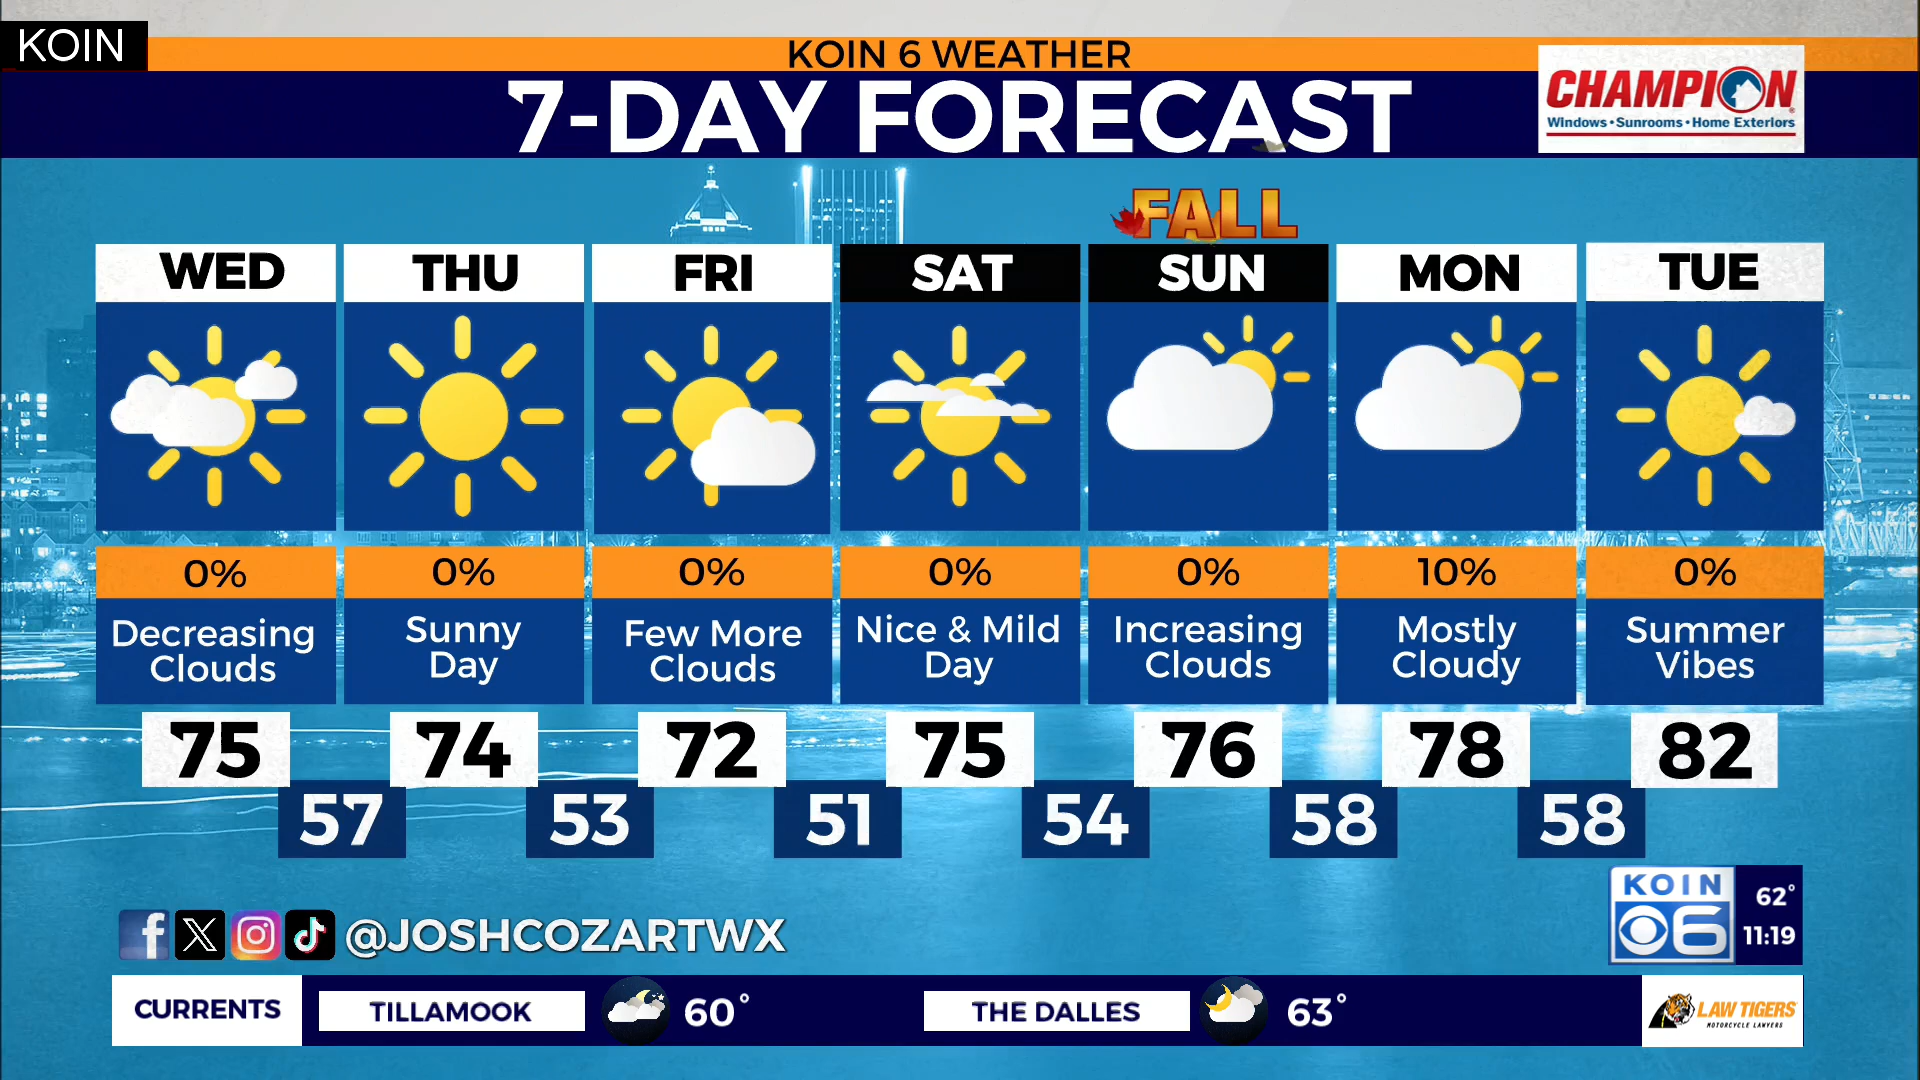 KOIN
KOIN 6 WEATHER
7-DAY FORECAST
CHAMPION
Windows • Sunrooms • Home Exteriors
FALL
WED THU FRI SAT SUN MON TUE
0% 0% 0% 0% 0% 10% 0%
Decreasing Clouds
Sunny Day
Few More Clouds
Nice & Mild Day
Increasing Clouds
Mostly Cloudy
Summer Vibes
75 74 72 75 76 78 82
57 53 51 54 58 58
@JOSHCOZARTWX
KOIN 6
62°
11:19
CURRENTS TILLAMOOK 60° THE DALLES 63°
LAW TIGERS
MOTORCYCLE LAWYERS